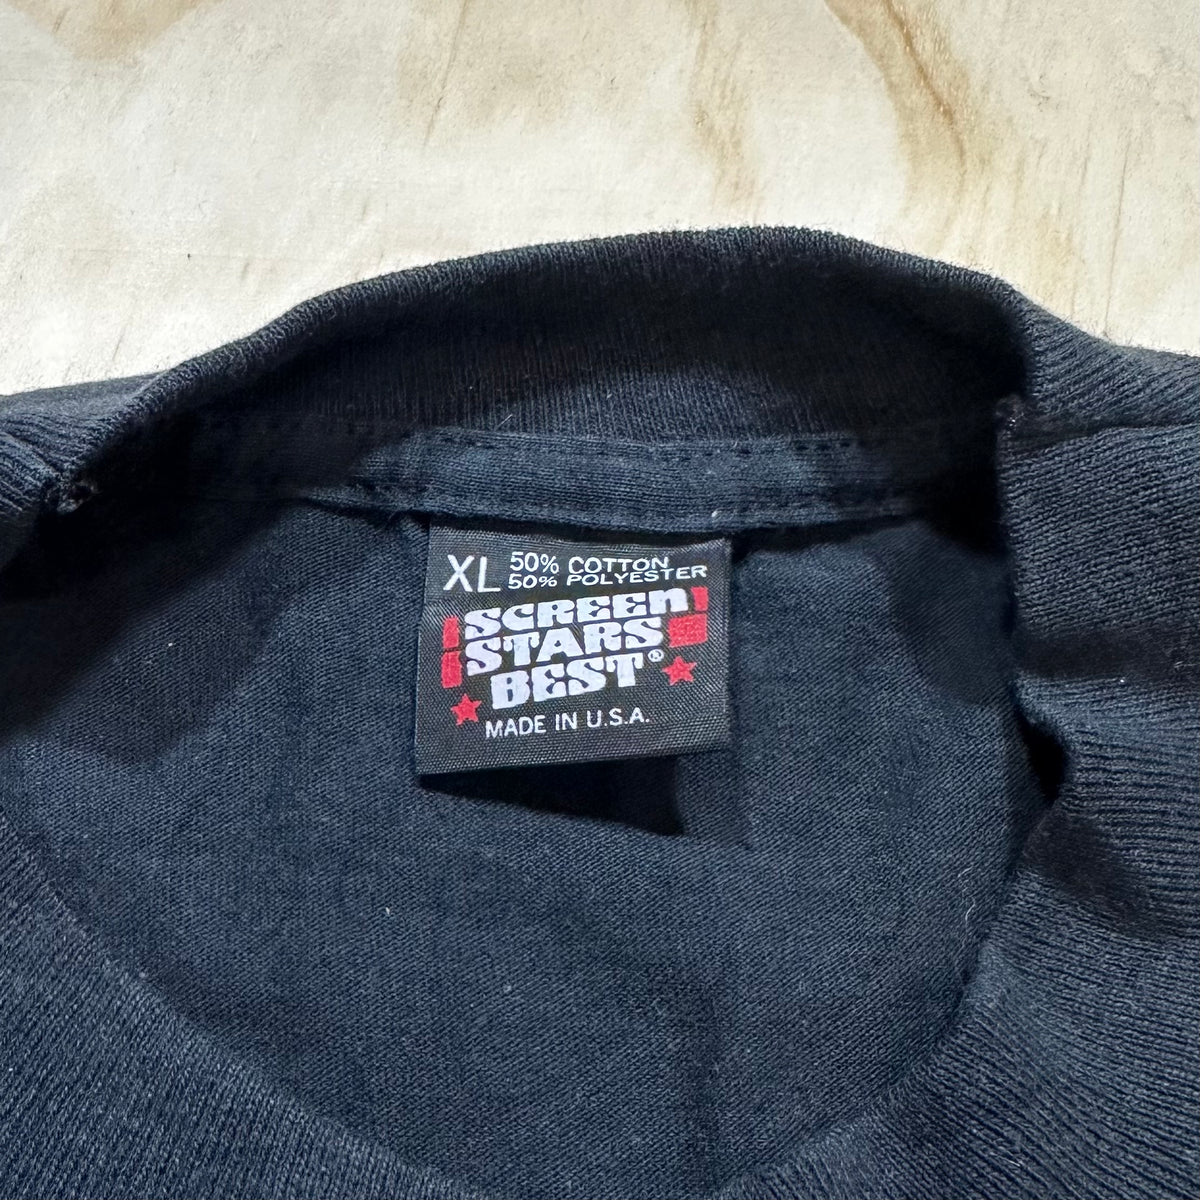 XL 50% COTTON
50% POLYESTER
SCREEN
STARS
BEST®
MADE IN U.S.A.